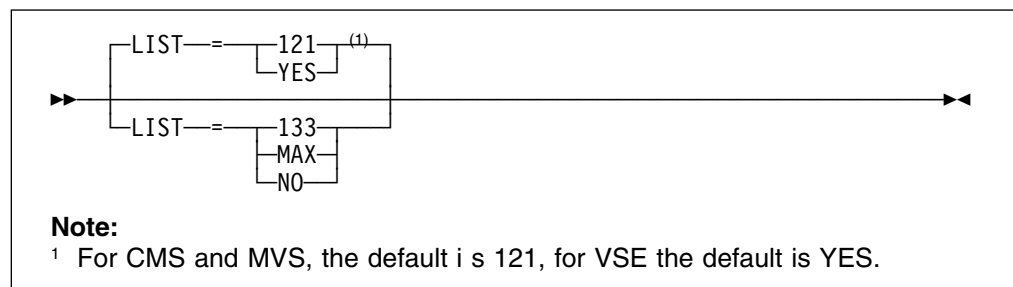 LIST = 121 (1)
YES
LIST = 133
MAX
NO
Note:
1 For CMS and MVS, the default i s 121, for VSE the default is YES.